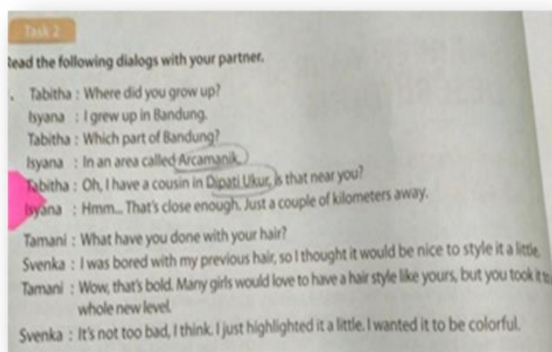 Task 2
Read the following dialogs with your partner.
Tabitha : Where did you grow up?
Isyana : I grew up in Bandung.
Tabitha : Which part of Bandung?
Isyana : In an area called Arcamanik.
Tabitha : Oh, I have a cousin in Dipati Ukur, is that near you?
Isyana : Hmm... That's close enough. Just a couple of kilometers away.
Tamani : What have you done with your hair?
Svenka : I was bored with my previous hair, so I thought it would be nice to style it a little.
Tamani : Wow, that's bold. Many girls would love to have a hair style like yours, but you took it to
whole new level.
Svenka : It's not too bad, I think. I just highlighted it a little. I wanted it to be colorful.